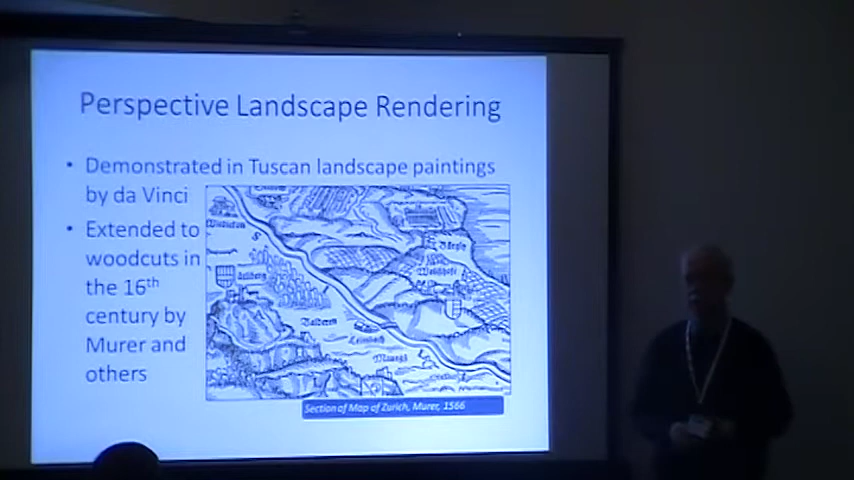 Perspective Landscape Rendering
• Demonstrated in Tuscan landscape paintings
by da Vinci
• Extended to
woodcuts in
the 16th
century by
Murer and
others
Section of Map of Zurich, Murer, 1566